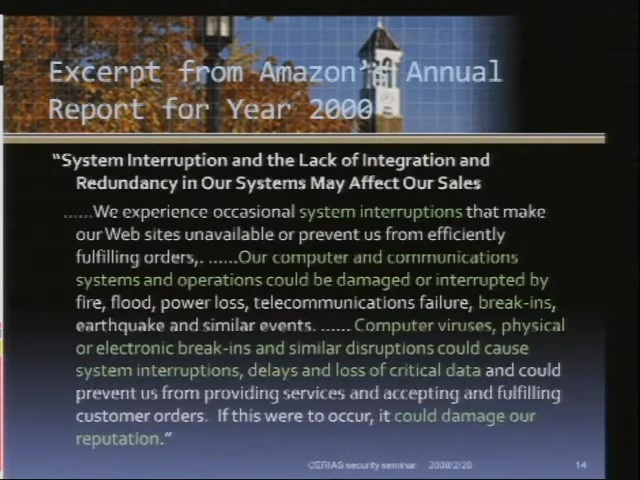 Excerpt from Amazon's Annual
Report for Year 2000
"System Interruption and the Lack of Integration and
Redundancy in Our Systems May Affect Our Sales
......We experience occasional system interruptions that make
our Web sites unavailable or prevent us from efficiently
fulfilling orders,. ......Our computer and communications
systems and operations could be damaged or interrupted by
fire, flood, power loss, telecommunications failure, break-ins,
earthquake and similar events. ...... Computer viruses, physical
or electronic break-ins and similar disruptions could cause
system interruptions, delays and loss of critical data and could
prevent us from providing services and accepting and fulfilling
customer orders.  If this were to occur, it could damage our
reputation."
CERIAS security seminar 2008/2/20 14